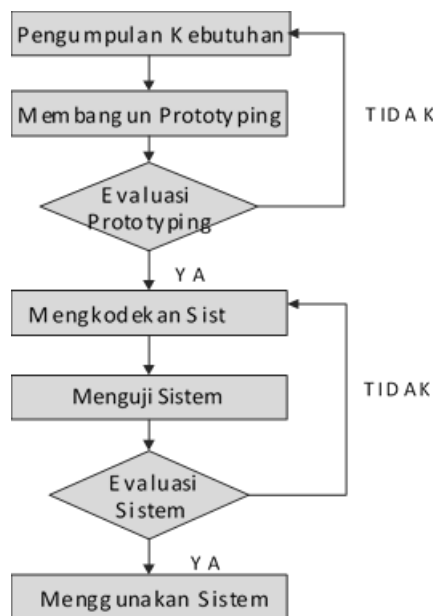 Pengumpulan Kebutuhan
Membangun Prototyping
TIDAK
Evaluasi
Prototyping
YA
Mengkodekan Sist
Menguji Sistem
TIDAK
Evaluasi
Sistem
YA
Menggunakan Sistem